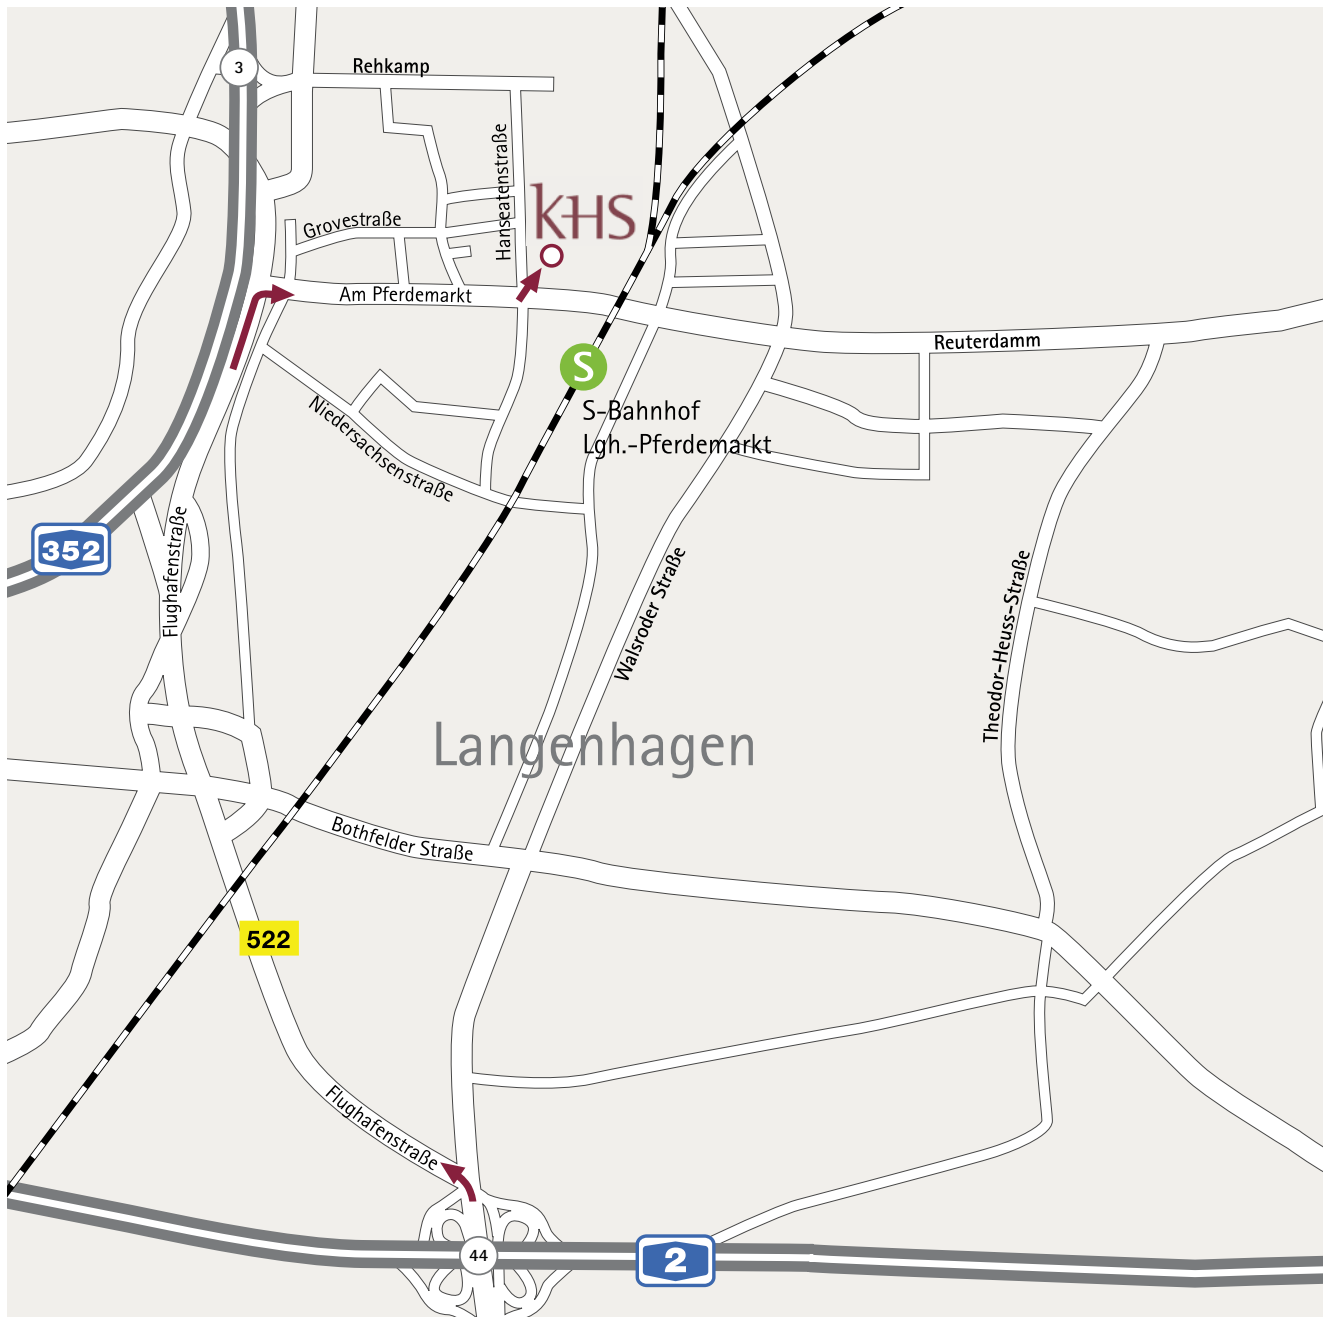 3
Rehkamp
Hanseatenstraße
KHS
Grovestraße
Am Pferdemarkt
Reuterdamm
S
S-Bahnhof
Lgh.-Pferdemarkt
Niedersachsenstraße
352
Flughafenstraße
Walsroder Straße
Theodor-Heuss-Straße
Langenhagen
Bothfelder Straße
522
Flughafenstraße
44
2